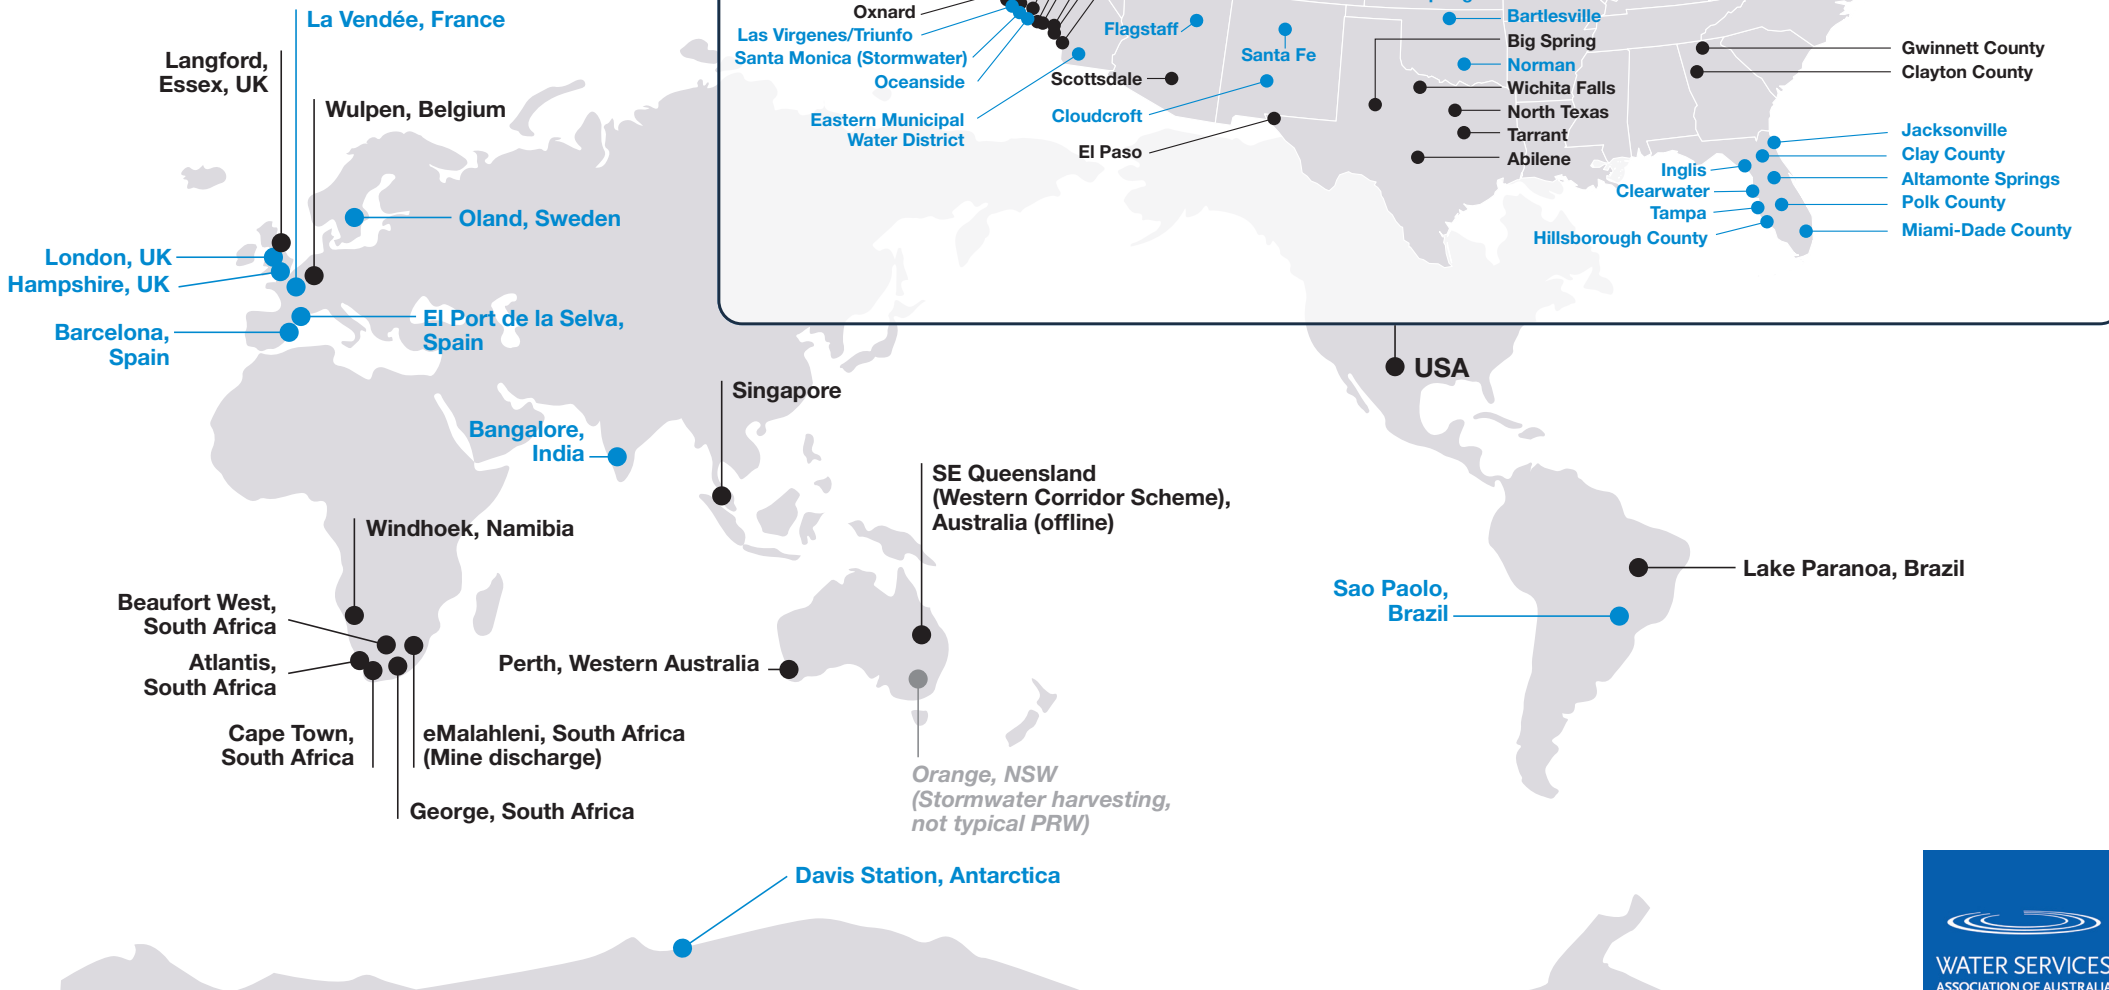 La Vendée, France
Langford,
Essex, UK
Wulpen, Belgium
Oland, Sweden
London, UK
Hampshire, UK
Barcelona,
Spain
El Port de la Selva,
Spain
Oxnard
Las Virgenes/Triunfo
Santa Monica (Stormwater)
Oceanside
Eastern Municipal
Water District
Flagstaff
Scottsdale
Cloudcroft
El Paso
Santa Fe
Bartlesville
Big Spring
Norman
Wichita Falls
North Texas
Tarrant
Abilene
Gwinnett County
Clayton County
Jacksonville
Clay County
Altamonte Springs
Polk County
Miami-Dade County
Inglis
Clearwater
Tampa
Hillsborough County
USA
Singapore
Bangalore,
India
SE Queensland
(Western Corridor Scheme),
Australia (offline)
Windhoek, Namibia
Beaufort West,
South Africa
Atlantis,
South Africa
Cape Town,
South Africa
eMalahleni, South Africa
(Mine discharge)
George, South Africa
Perth, Western Australia
Orange, NSW
(Stormwater harvesting,
not typical PRW)
Lake Paranoa, Brazil
Sao Paolo,
Brazil
Davis Station, Antarctica
WATER SERVICES
ASSOCIATION OF AUSTRALIA